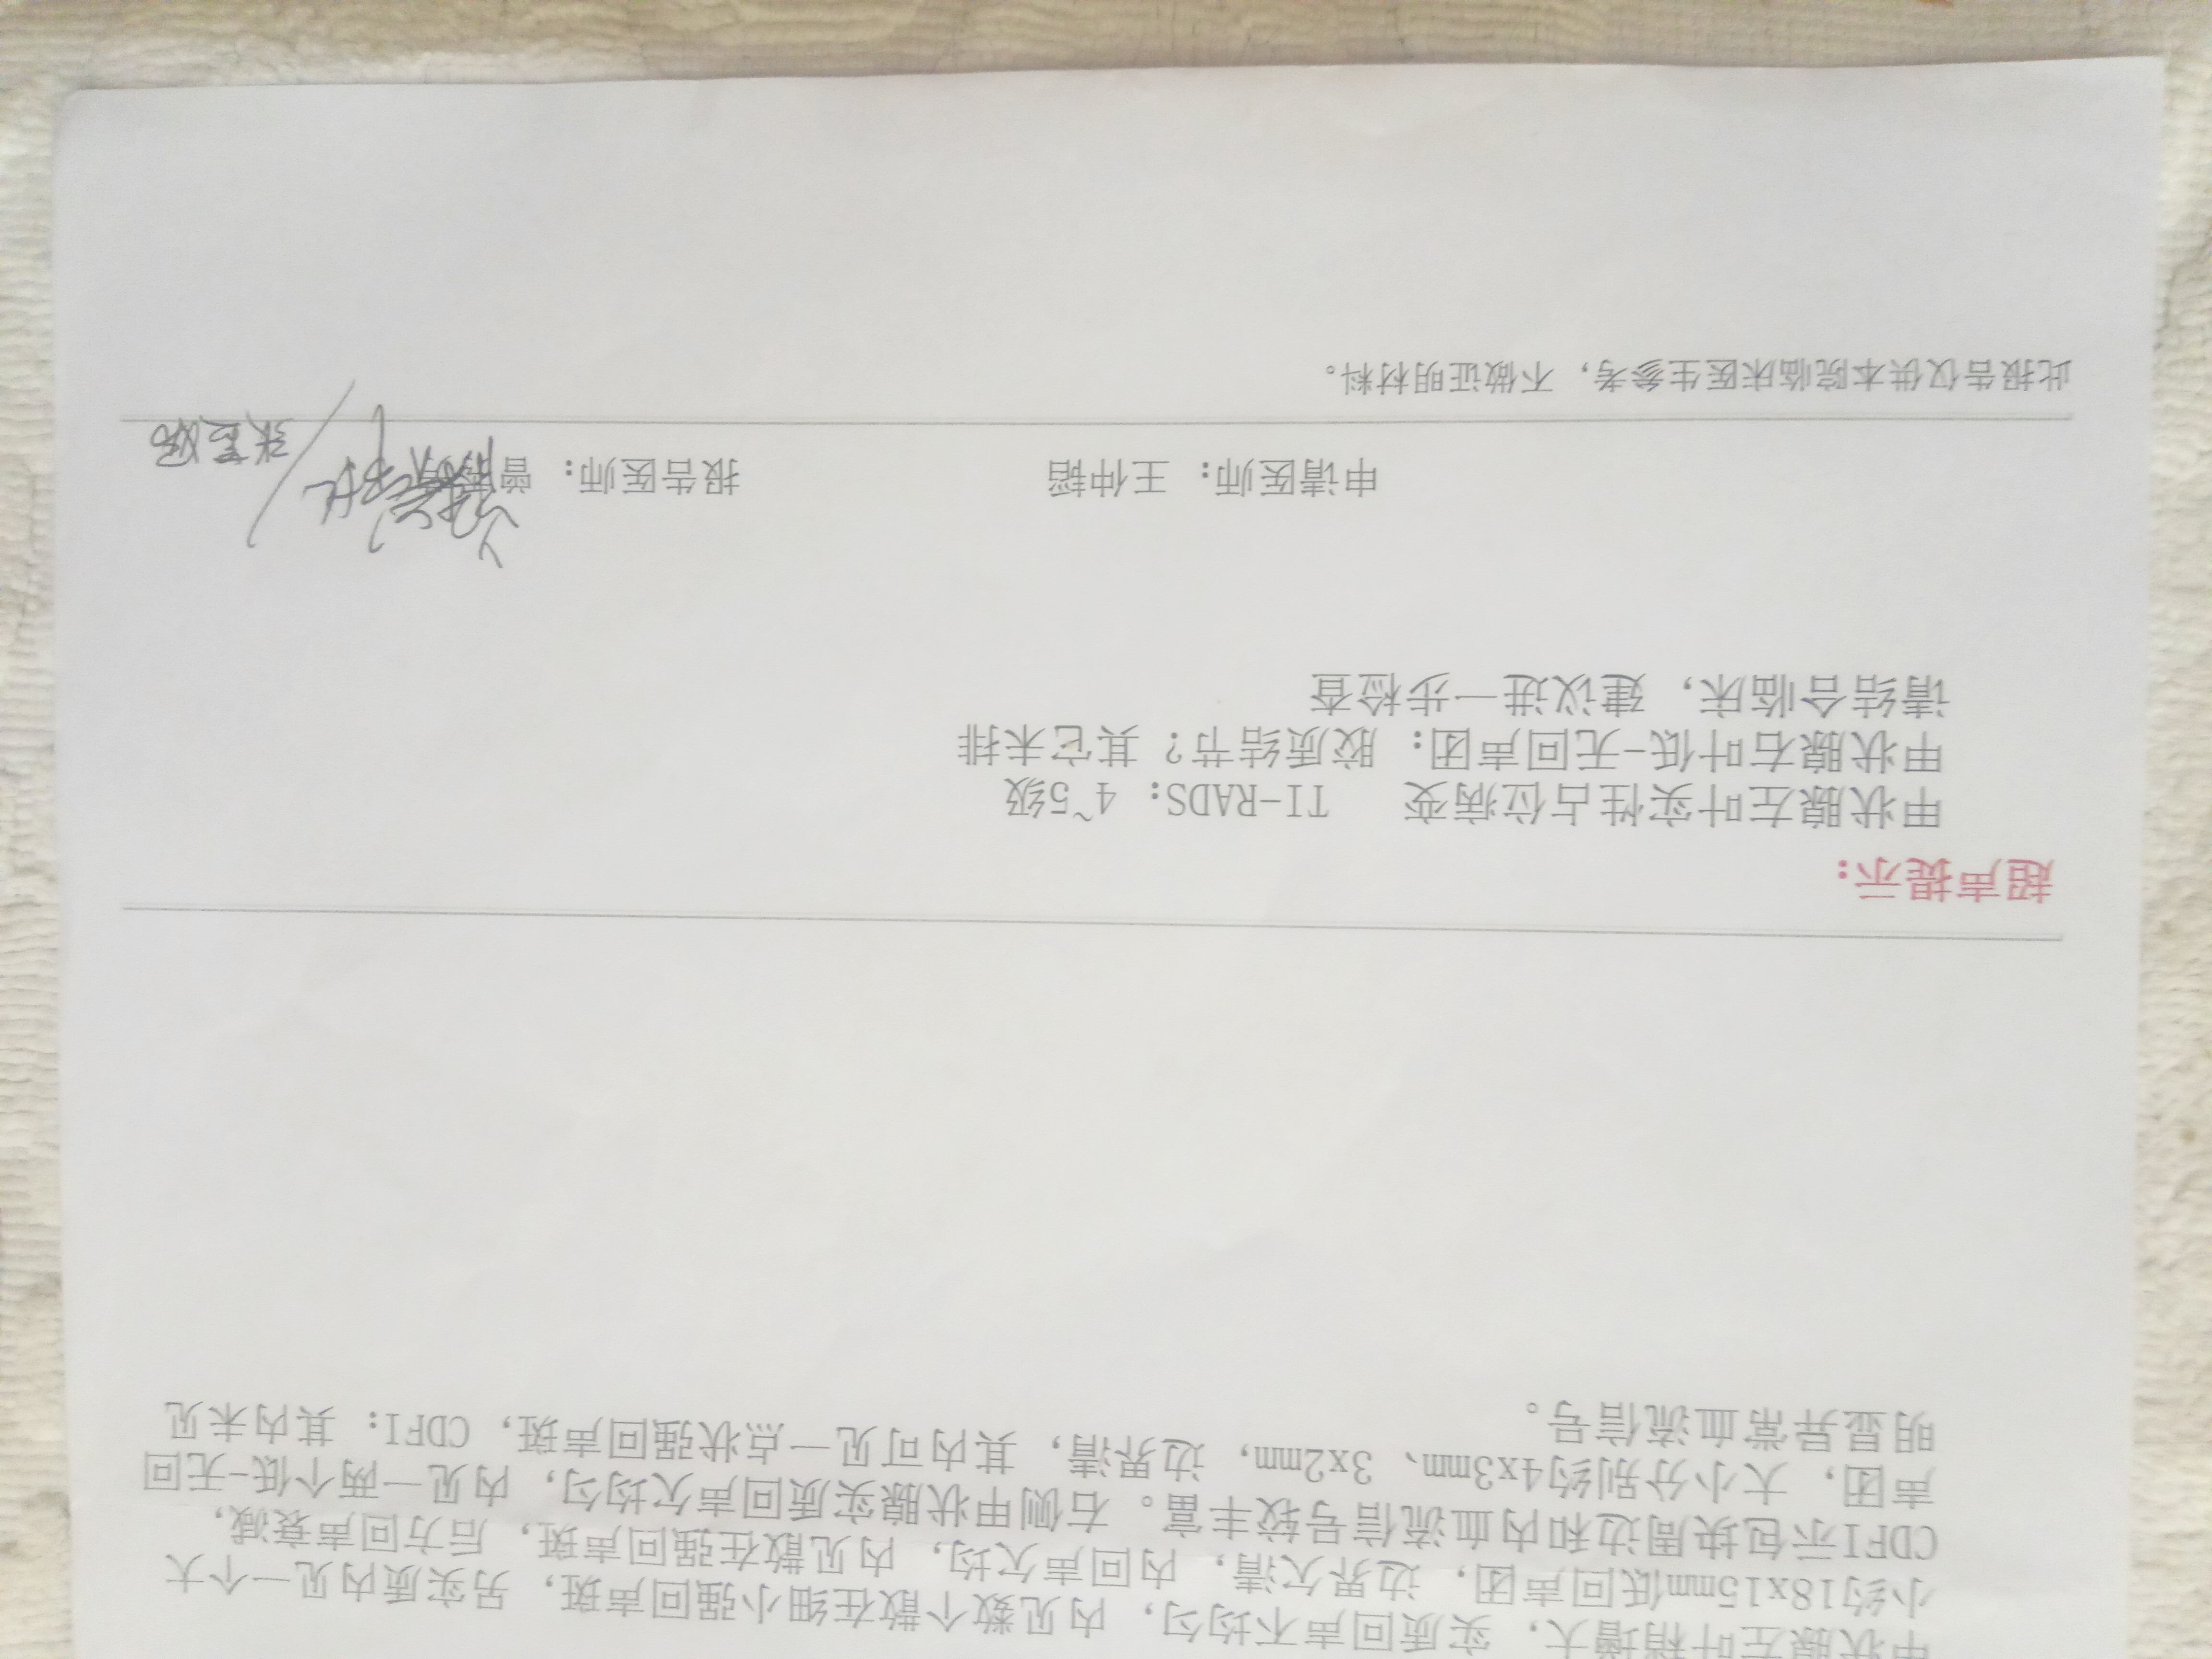 甲状腺左叶稍增大，实质回声不均匀，内见数个散在细小强回声斑，另实质内见一个大
小约18x15mm低回声团，边界欠清，内回声欠均，内见散在强回声斑，后方回声衰减，
CDFI示包块周边和内血流信号较丰富。右侧甲状腺实质回声欠均匀，内见一两个低-无回
声团，大小分别约4x3mm、3x2mm，边界清，其内可见一点状强回声斑，CDFI：其内未见
明显异常血流信号。
超声提示：
甲状腺左叶实性占位病变 TI-RADS：4~5级
甲状腺右叶低-无回声团：胶质结节？其它未排
请结合临床，建议进一步检查
申请医师：王仲韬 报告医师：曾
此报告仅供本院临床医生参考，不做证明材料。